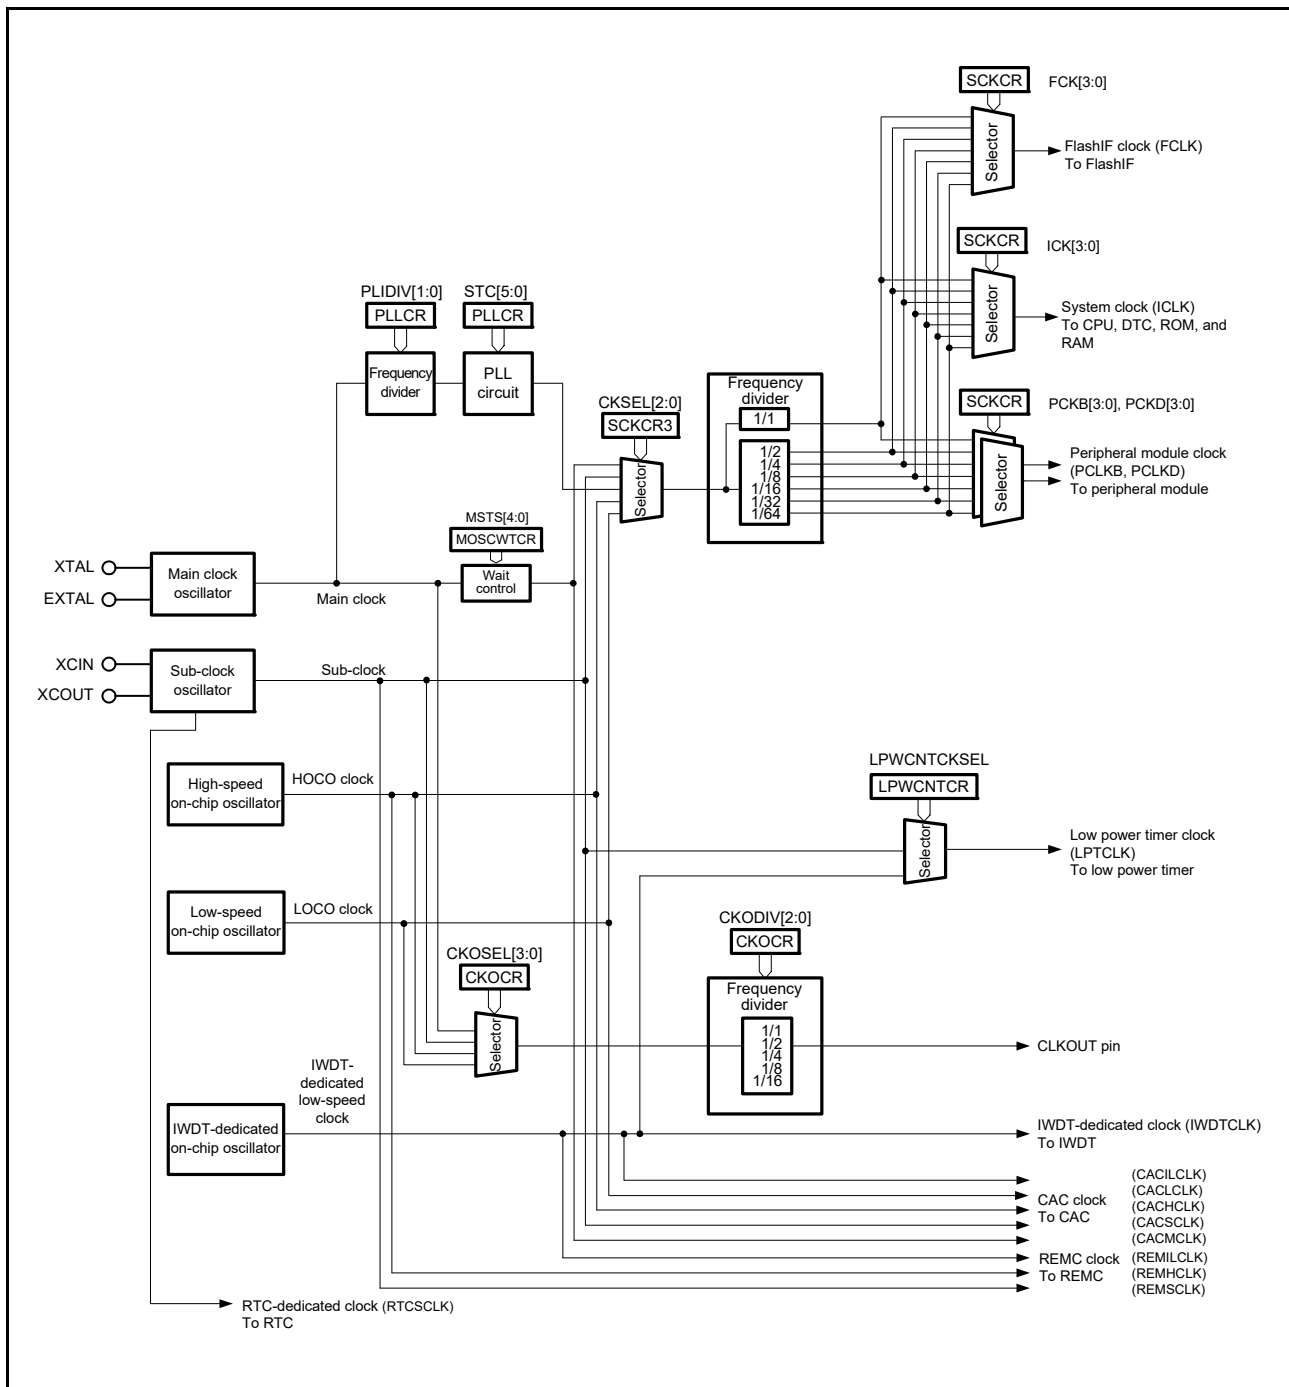 SCKCR
FCK[3:0]
Selector
FlashIF clock (FCLK)
To FlashIF
SCKCR
ICK[3:0]
Selector
System clock (ICLK)
To CPU, DTC, ROM, and
RAM
PLIDIV[1:0]
PLLCR
Frequency
divider
STC[5:0]
PLLCR
PLL
circuit
CKSEL[2:0]
SCKCR3
Selector
Frequency
divider
1/1
1/2
1/4
1/8
1/16
1/32
1/64
SCKCR
PCKB[3:0], PCKD[3:0]
Selector
Peripheral module clock
(PCLKB, PCLKD)
To peripheral module
MSTS[4:0]
MOSCWTCR
Wait
control
XTAL
EXTAL
Main clock
oscillator
Main clock
XCIN
XCOUT
Sub-clock
oscillator
Sub-clock
High-speed
on-chip oscillator
HOCO clock
LPWCNTCKSEL
LPWCNTCR
Selector
Low power timer clock
(LPTCLK)
To low power timer
Low-speed
on-chip oscillator
LOCO clock
CKOSEL[3:0]
CKOCR
Selector
CKODIV[2:0]
CKOCR
Frequency
divider
1/1
1/2
1/4
1/8
1/16
CLKOUT pin
IWDT-
dedicated
low-speed
clock
IWDT-dedicated
on-chip oscillator
IWDT-dedicated clock (IWDTCLK)
To IWDT
CAC clock
To CAC
(CACILCLK)
(CACLCLK)
(CACHCLK)
(CACSCLK)
(CACMCLK)
REMC clock
To REMC
(REMILCLK)
(REMHCLK)
(REMSCLK)
RTC-dedicated clock (RTCSCLK)
To RTC